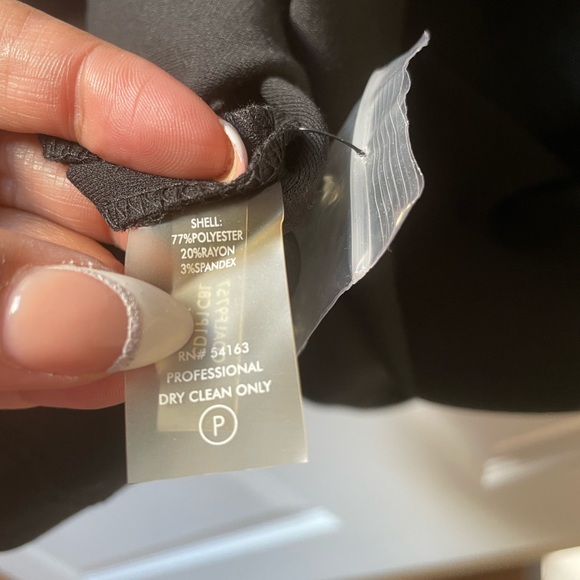 SHELL:
77%POLYESTER
20%RAYON
3%SPANDEX
RN# 54163
PROFESSIONAL
DRY CLEAN ONLY
P